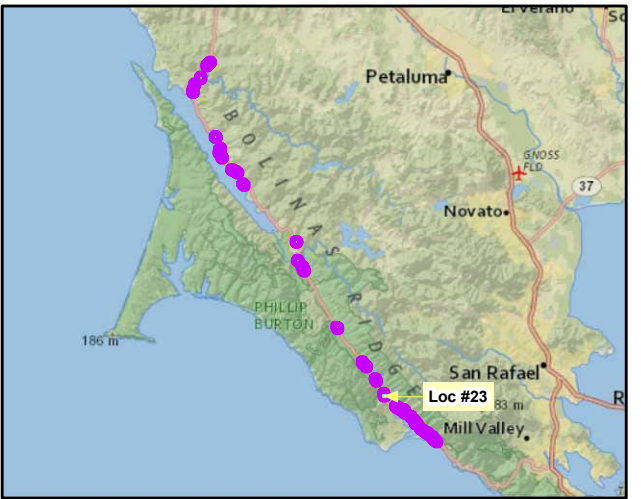 El Verano
Petaluma
GNOSS
FLD
37
BOLINAS RIDGE
Novato
PHILLIP
BURTON
186 m
San Rafael
Loc #23
83 m
R
Mill Valley